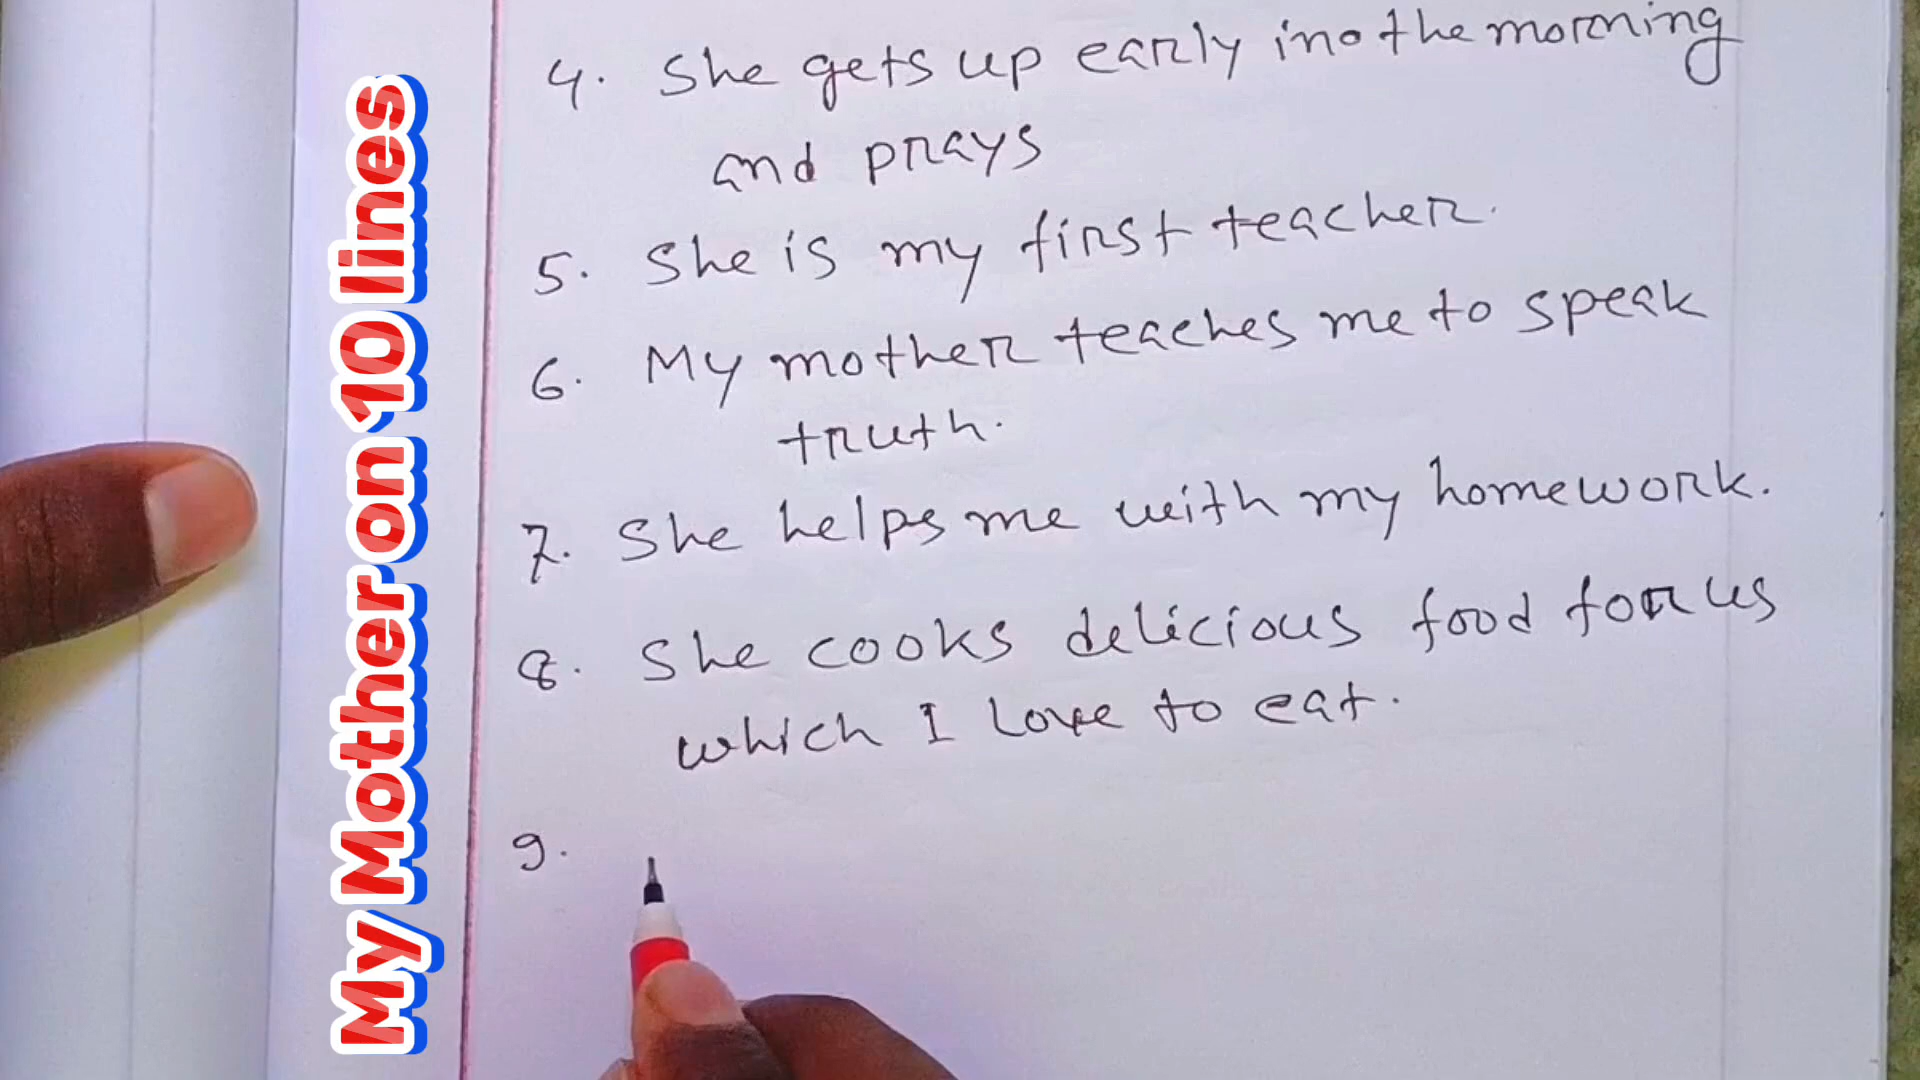 My Mother on 10 lines
4. She gets up early in the morning
and prays
5. She is my first teacher.
6. My mother teaches me to speak
truth.
7. She helps me with my homework.
8. She cooks delicious food for us
which I love to eat.
9.